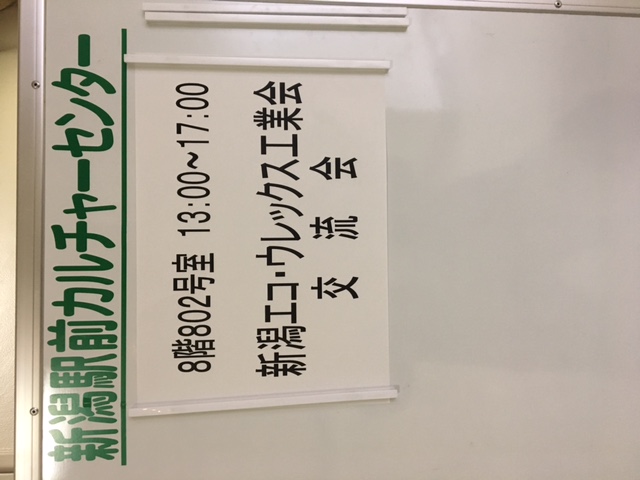 新潟駅前カルチャーセンター
8階802号室 13:00~17:00
新潟エコ・ウレックス工業会
交流会